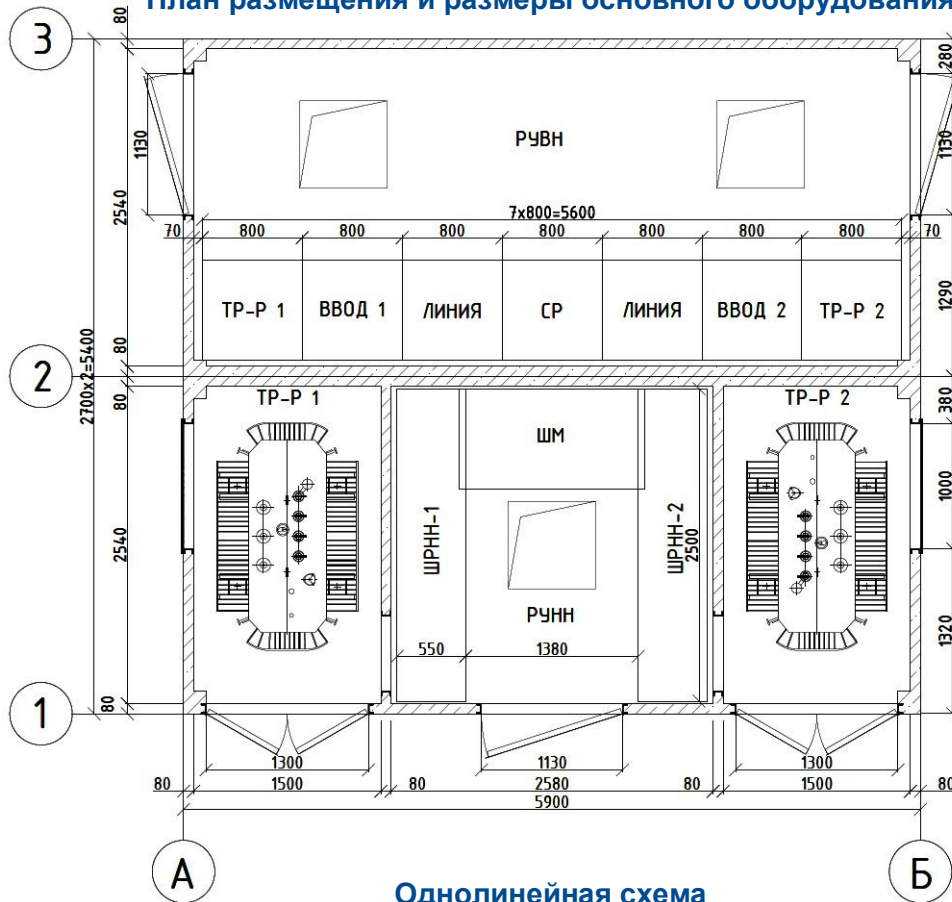 План размещения и размеры основного оборудования
3
80
280
1130
1130
РУВН
2540
7x800=5600
70 800 800 800 800 800 800 800 70
ТР-Р 1 ВВОД 1 ЛИНИЯ СР ЛИНИЯ ВВОД 2 ТР-Р 2
1290
80
2
2700x2=5400
80
ТР-Р 1
ТР-Р 2
380
ШМ
1000
2540
ШРНН-1
ШРНН-2
2500
РУНН
1320
550 1380
80
1
1300 1130 1300
80 1500 80 2580 80 1500 80
5900
А
Б
Однолинейная схема